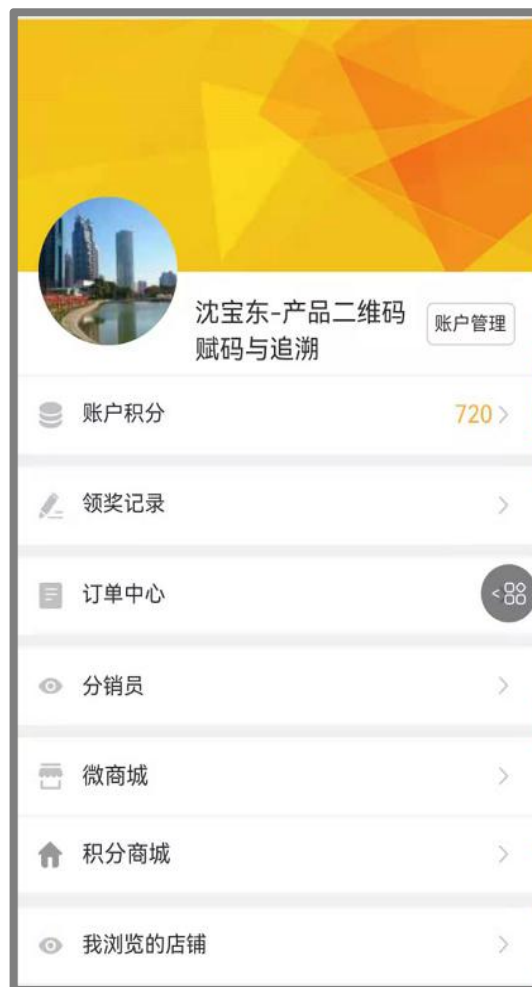 沈宝东-产品二维码
赋码与追溯
账户管理
账户积分
720
领奖记录
订单中心
分销员
微商城
积分商城
我浏览的店铺